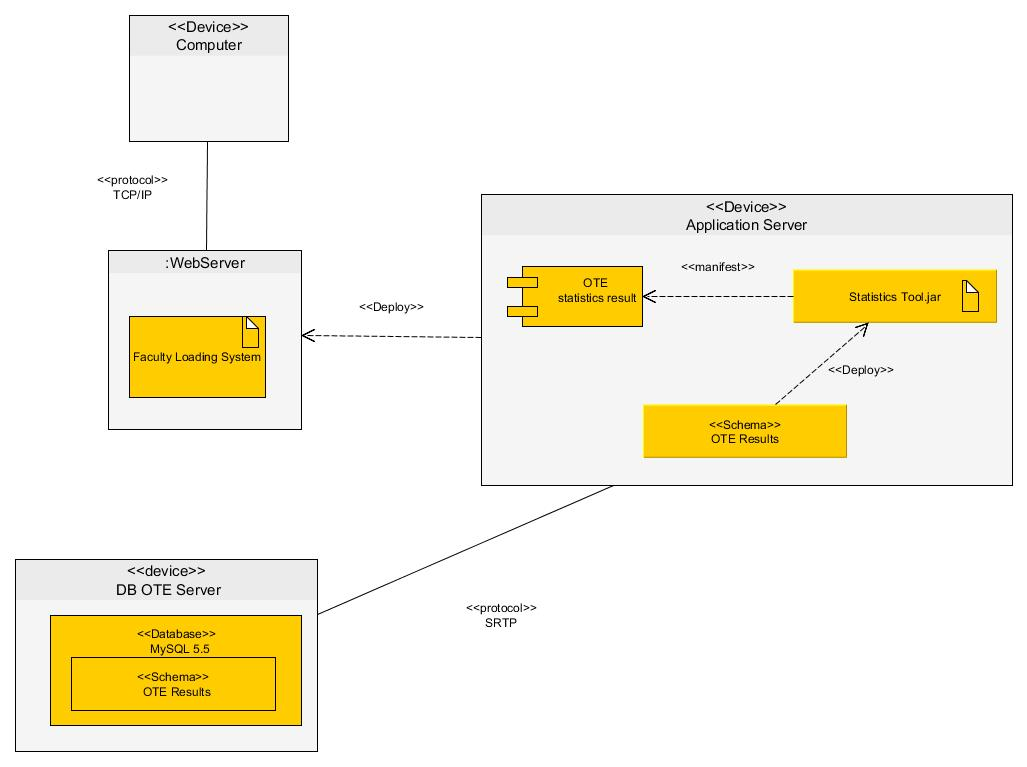 <<Device>>
Computer
<<protocol>>
TCP/IP
:WebServer
Faculty Loading System
<<Deploy>>
<<Device>>
Application Server
OTE
statistics result
<<manifest>>
Statistics Tool.jar
<<Deploy>>
<<Schema>>
OTE Results
<<device>>
DB OTE Server
<<Database>>
MySQL 5.5
<<Schema>>
OTE Results
<<protocol>>
SRTP